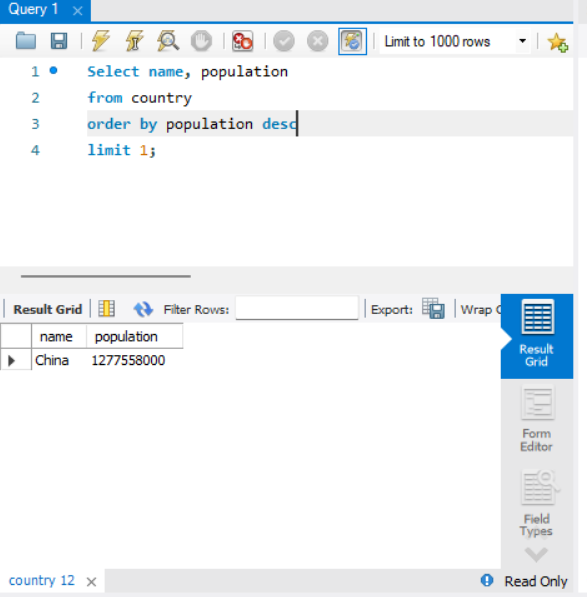 Query 1
Limit to 1000 rows
1 Select name, population
2 from country
3 order by population desc
4 limit 1;
Result Grid Filter Rows: Export: Wrap C
name population
China 1277558000
Result
Grid
Form
Editor
Field
Types
country 12 Read Only